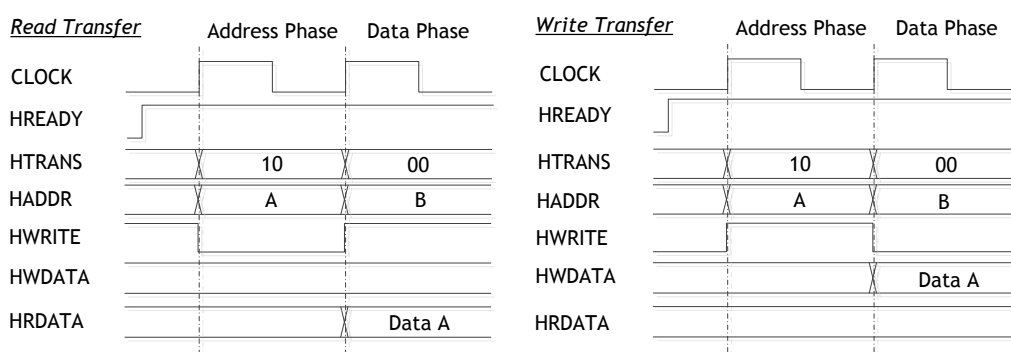 Read Transfer Address Phase Data Phase
CLOCK
HREADY
HTRANS 10 00
HADDR A B
HWRITE
HWDATA
HRDATA Data A
Write Transfer Address Phase Data Phase
CLOCK
HREADY
HTRANS 10 00
HADDR A B
HWRITE
HWDATA Data A
HRDATA